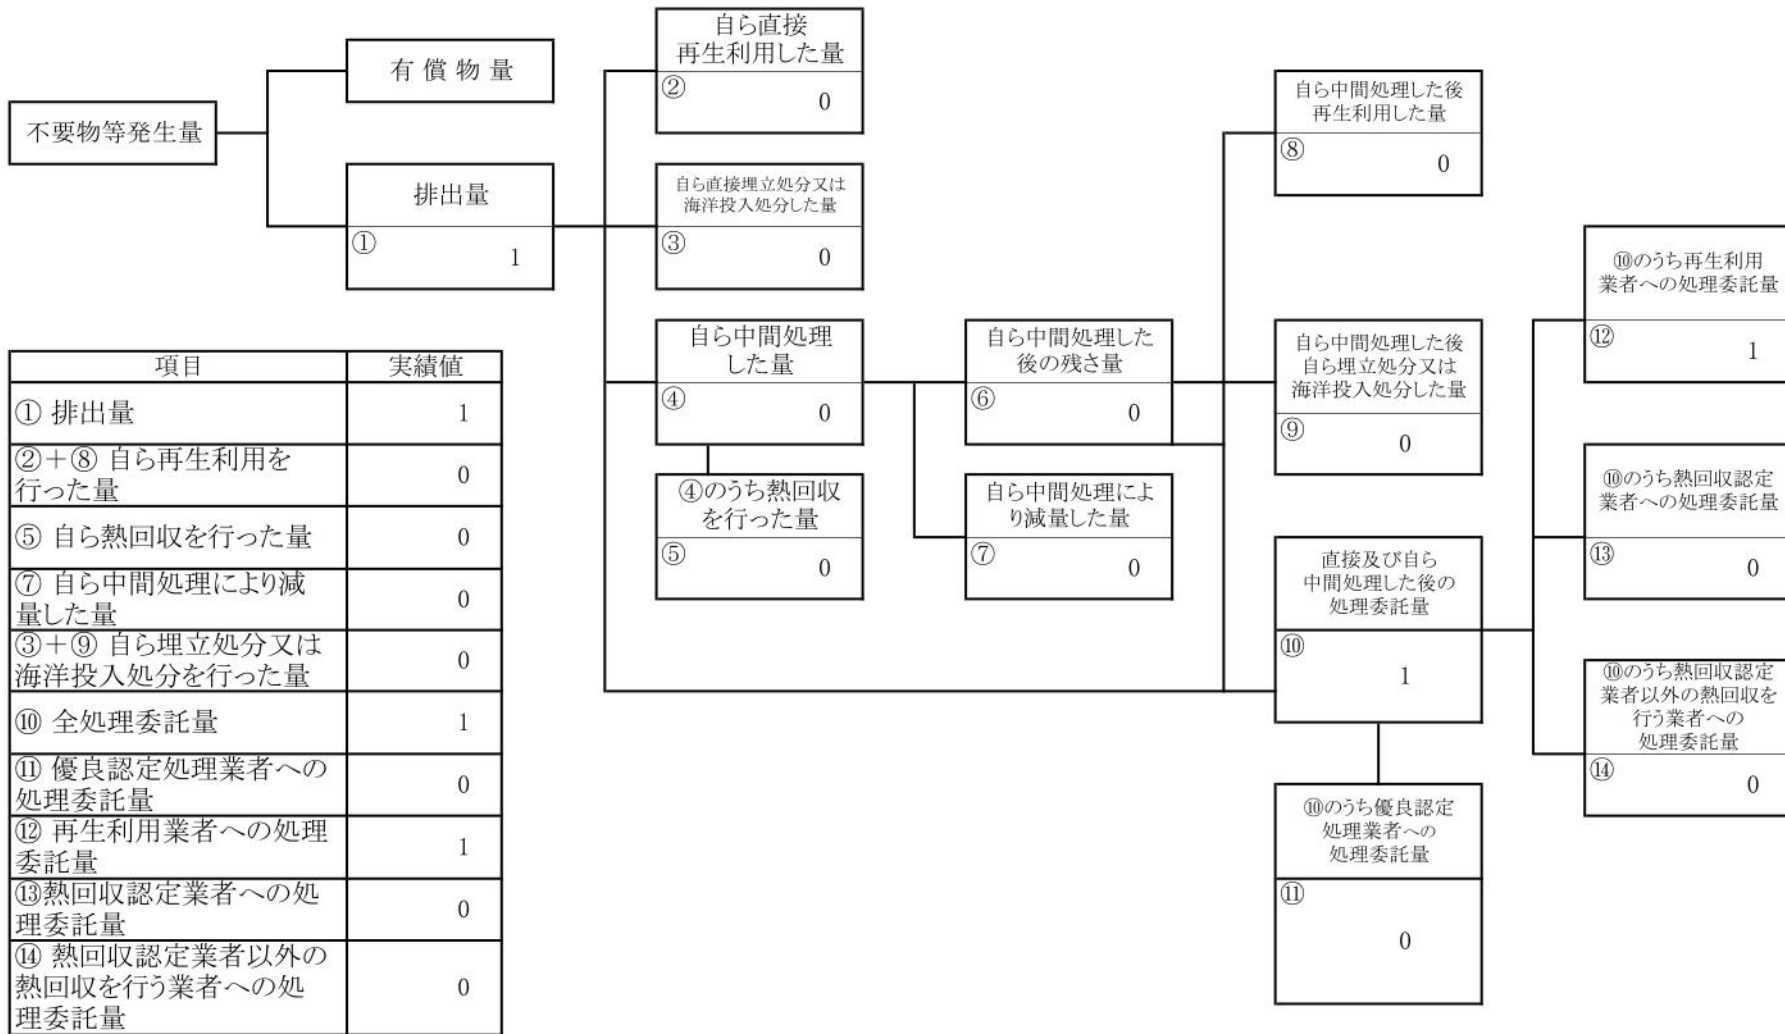 不要物等発生量
有 償 物 量
排出量
①
1
自ら直接
再生利用した量
②
0
自ら直接埋立処分又は
海洋投入処分した量
③
0
自ら中間処理
した量
④
0
④のうち熱回収
を行った量
⑤
0
自ら中間処理した
後の残さ量
⑥
0
自ら中間処理によ
り減量した量
⑦
0
自ら中間処理した後
再生利用した量
⑧
0
自ら中間処理した後
自ら埋立処分又は
海洋投入処分した量
⑨
0
直接及び自ら
中間処理した後の
処理委託量
⑩
1
⑩のうち優良認定
処理業者への
処理委託量
⑪
0
⑩のうち再生利用
業者への処理委託量
⑫
1
⑩のうち熱回収認定
業者への処理委託量
⑬
0
⑩のうち熱回収認定
業者以外の熱回収を
行う業者への
処理委託量
⑭
0
項目 実績値
① 排出量 1
②＋⑧ 自ら再生利用を
行った量 0
⑤ 自ら熱回収を行った量 0
⑦ 自ら中間処理により減
量した量 0
③＋⑨ 自ら埋立処分又は
海洋投入処分を行った量 0
⑩ 全処理委託量 1
⑪ 優良認定処理業者への
処理委託量 0
⑫ 再生利用業者への処理
委託量 1
⑬熱回収認定業者への処
理委託量 0
⑭ 熱回収認定業者以外の
熱回収を行う業者への処 0
理委託量